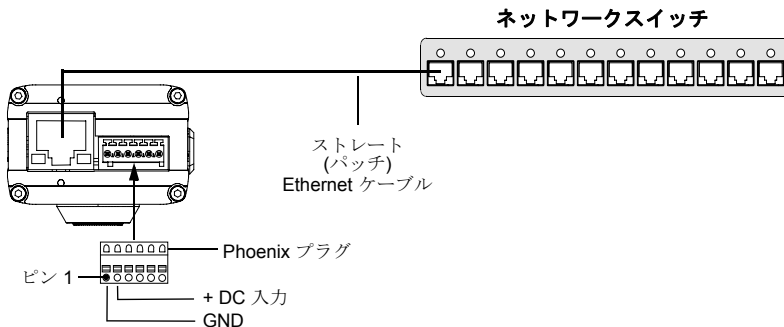 ネットワークスイッチ
ストレート
(パッチ)
Ethernet ケーブル
Phoenix プラグ
ピン 1
+ DC 入力
GND